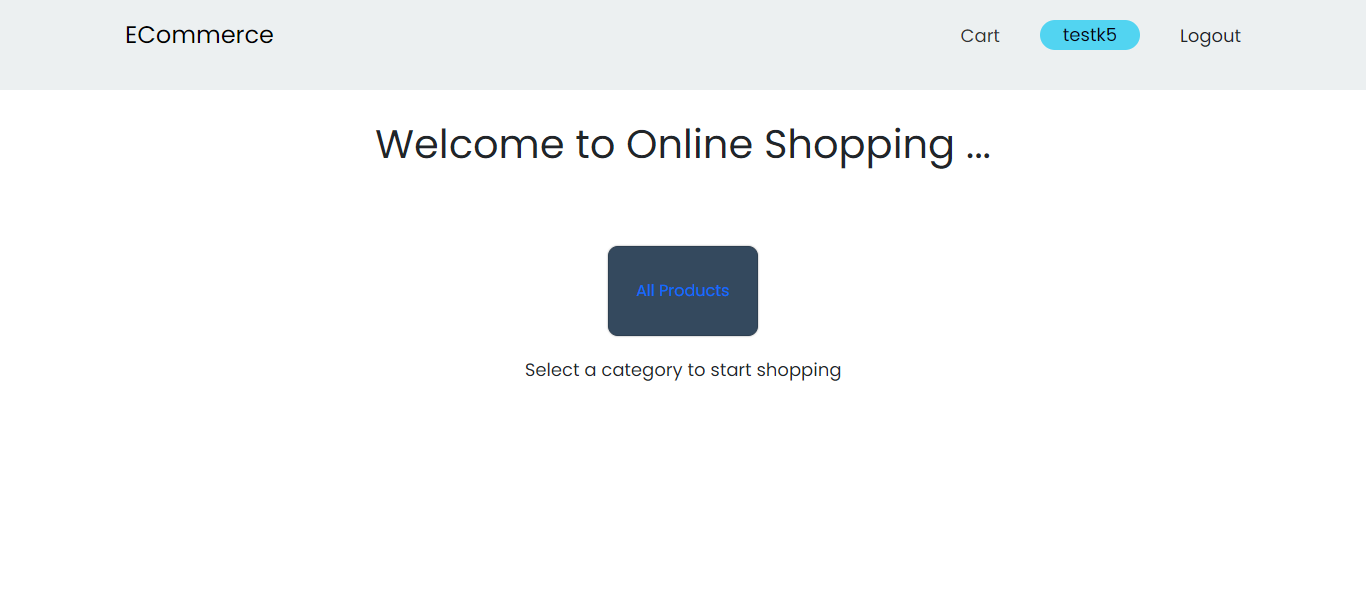 ECommerce Cart testk5 Logout
Welcome to Online Shopping ...
All Products
Select a category to start shopping